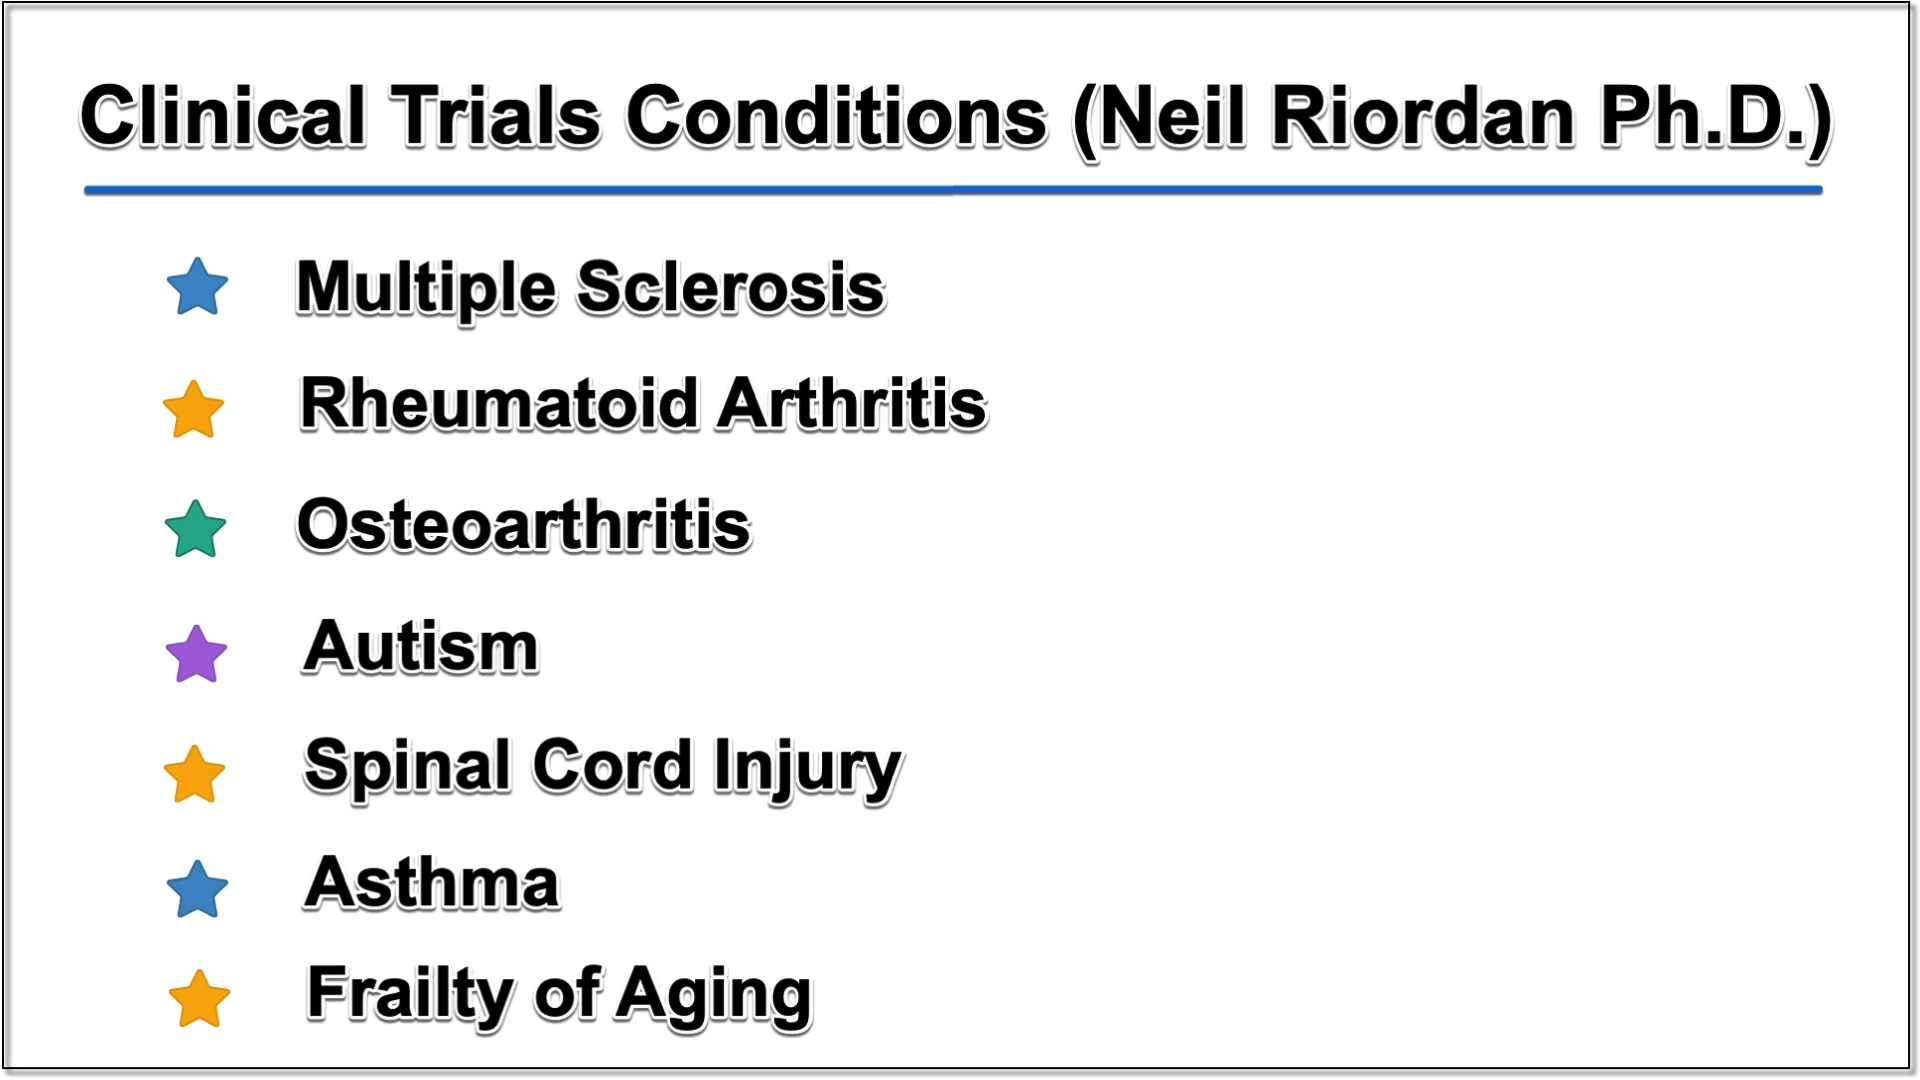 Clinical Trials Conditions (Neil Riordan Ph.D.)
Multiple Sclerosis
Rheumatoid Arthritis
Osteoarthritis
Autism
Spinal Cord Injury
Asthma
Frailty of Aging